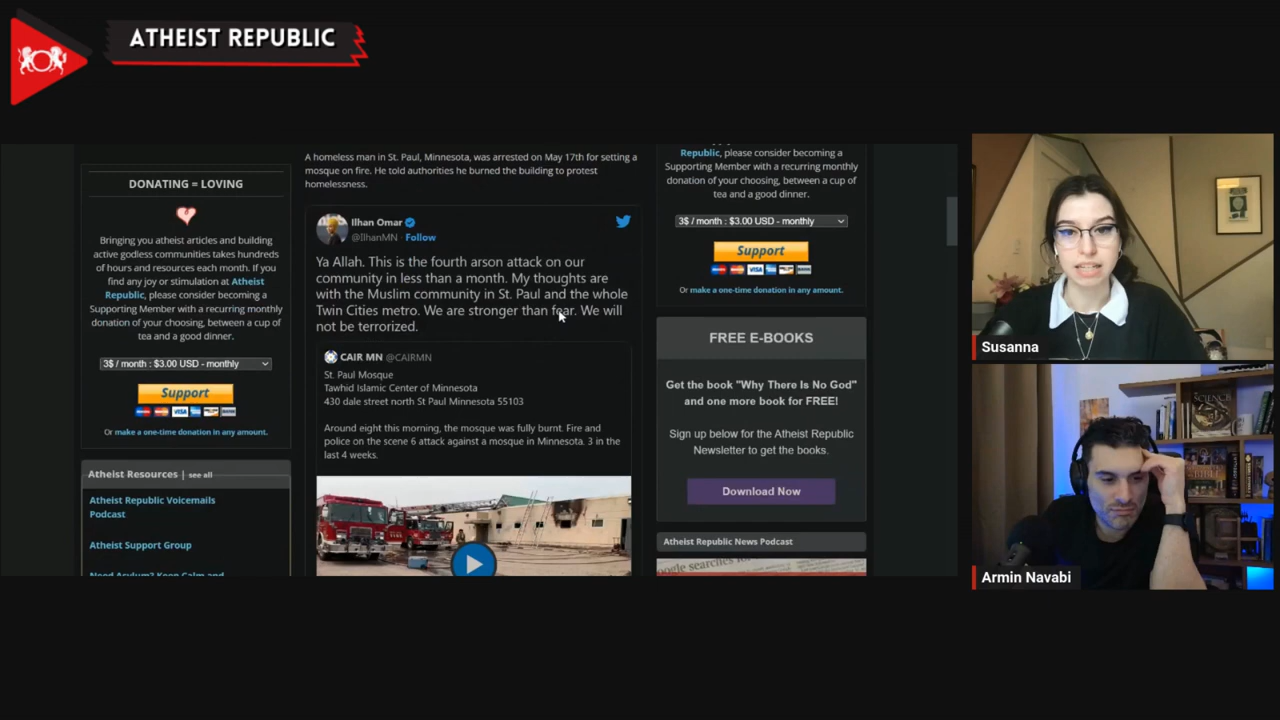 ATHEIST REPUBLIC
DONATING = LOVING
Bringing you atheist articles and building
active godless communities takes hundreds
of hours and resources each month. If you
find any joy or stimulation at Atheist
Republic, please consider becoming a
Supporting Member with a recurring monthly
donation of your choosing, between a cup of
tea and a good dinner.
3$ / month : $3.00 USD - monthly
Support
VISA
Or make a one-time donation in any amount.
Atheist Resources | see all
Atheist Republic Voicemails
Podcast
Atheist Support Group
A homeless man in St. Paul, Minnesota, was arrested on May 17th for setting a
mosque on fire. He told authorities he burned the building to protest
homelessness.
Ilhan Omar
@IlhanMN · Follow
Ya Allah. This is the fourth arson attack on our
community in less than a month. My thoughts are
with the Muslim community in St. Paul and the whole
Twin Cities metro. We are stronger than fear. We will
not be terrorized.
CAIR MN @CAIRMN
St. Paul Mosque
Tawhid Islamic Center of Minnesota
430 dale street north St Paul Minnesota 55103
Around eight this morning, the mosque was fully burnt. Fire and
police on the scene 6 attack against a mosque in Minnesota. 3 in the
last 4 weeks.
Republic, please consider becoming a
Supporting Member with a recurring monthly
donation of your choosing, between a cup of
tea and a good dinner.
3$ / month : $3.00 USD - monthly
Support
VISA
Or make a one-time donation in any amount.
FREE E-BOOKS
Get the book "Why There Is No God"
and one more book for FREE!
Sign up below for the Atheist Republic
Newsletter to get the books.
Download Now
Atheist Republic News Podcast
oogle searches
Susanna
SCIENCE
Armin Navabi